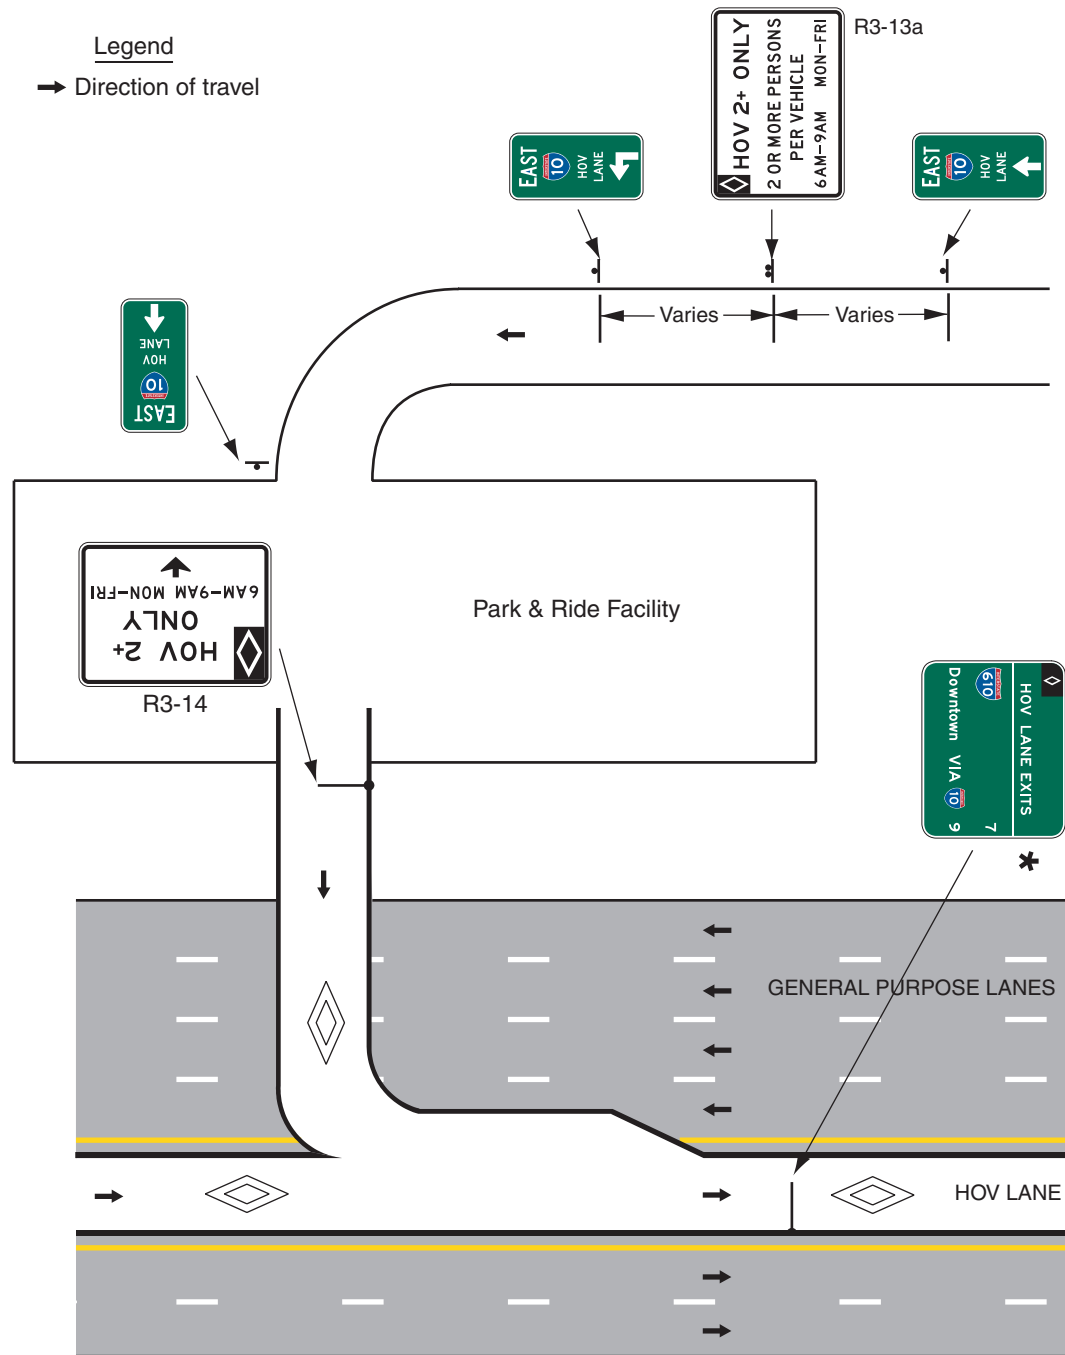 Legend
Direction of travel
R3-13a
HOV 2+ ONLY
2 OR MORE PERSONS
PER VEHICLE
6AM–9AM MON–FRI
EAST
10
HOV
LANE
EAST
10
HOV
LANE
Varies
Varies
EAST
10
HOV
LANE
HOV 2+
ONLY
6AM–9AM MON–FRI
R3-14
Park & Ride Facility
HOV LANE EXITS
610 7
Downtown VIA 10 9
*
GENERAL PURPOSE LANES
HOV LANE